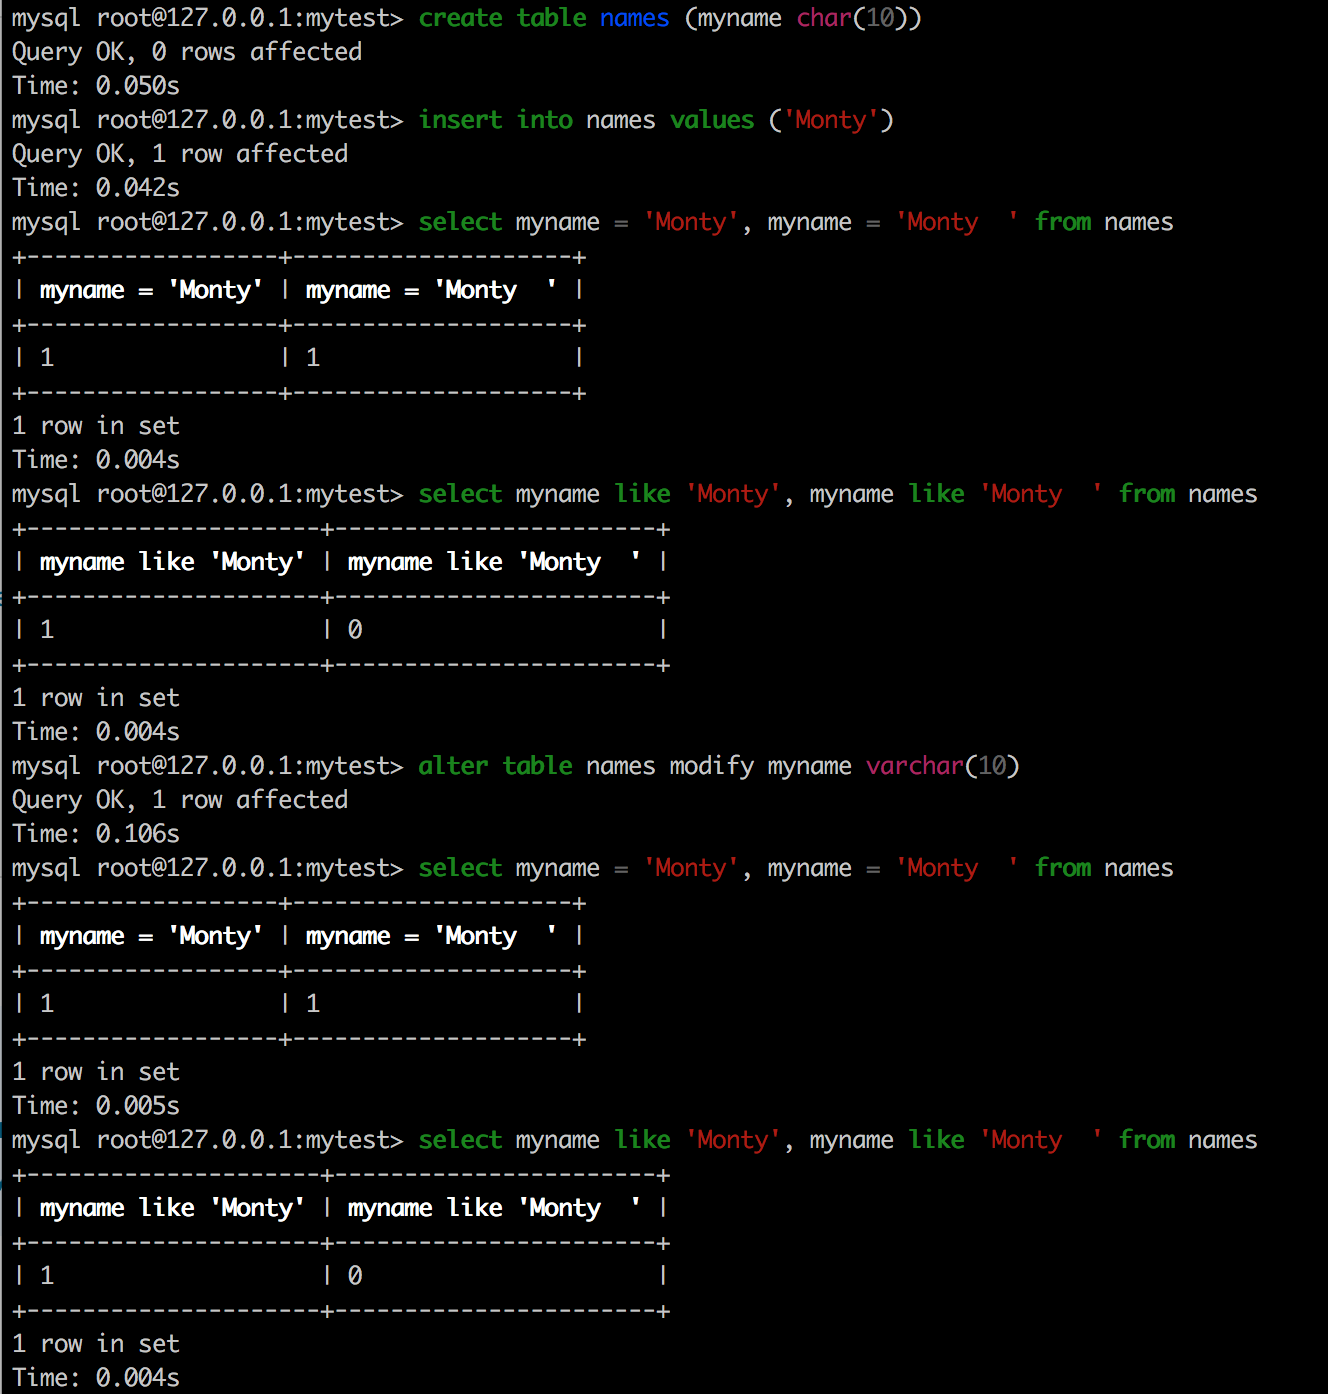 mysql root@127.0.0.1:mytest> create table names (myname char(10))
Query OK, 0 rows affected
Time: 0.050s
mysql root@127.0.0.1:mytest> insert into names values ('Monty')
Query OK, 1 row affected
Time: 0.042s
mysql root@127.0.0.1:mytest> select myname = 'Monty', myname = 'Monty  ' from names
+------------------+--------------------+
| myname = 'Monty' | myname = 'Monty  ' |
+------------------+--------------------+
| 1                | 1                  |
+------------------+--------------------+
1 row in set
Time: 0.004s
mysql root@127.0.0.1:mytest> select myname like 'Monty', myname like 'Monty  ' from names
+---------------------+-----------------------+
| myname like 'Monty' | myname like 'Monty  ' |
+---------------------+-----------------------+
| 1                   | 0                     |
+---------------------+-----------------------+
1 row in set
Time: 0.004s
mysql root@127.0.0.1:mytest> alter table names modify myname varchar(10)
Query OK, 1 row affected
Time: 0.106s
mysql root@127.0.0.1:mytest> select myname = 'Monty', myname = 'Monty  ' from names
+------------------+--------------------+
| myname = 'Monty' | myname = 'Monty  ' |
+------------------+--------------------+
| 1                | 1                  |
+------------------+--------------------+
1 row in set
Time: 0.005s
mysql root@127.0.0.1:mytest> select myname like 'Monty', myname like 'Monty  ' from names
+---------------------+-----------------------+
| myname like 'Monty' | myname like 'Monty  ' |
+---------------------+-----------------------+
| 1                   | 0                     |
+---------------------+-----------------------+
1 row in set
Time: 0.004s